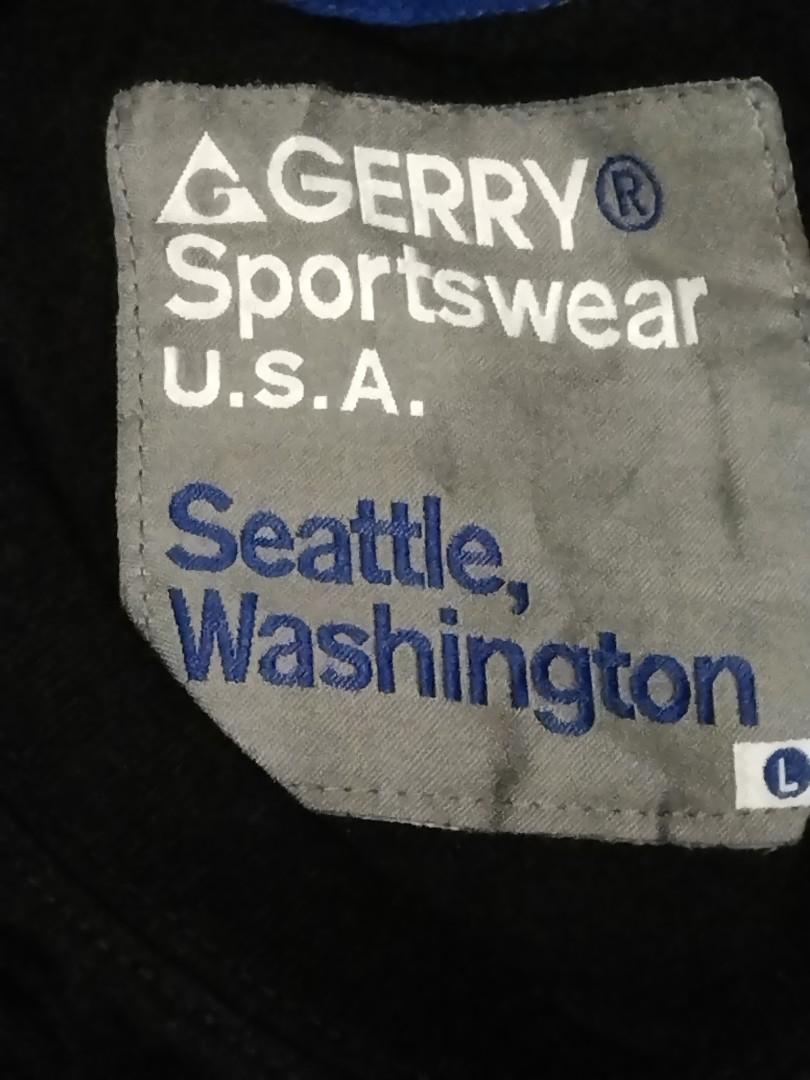 G GERRY®
Sportswear
U.S.A.
Seattle,
Washington
L